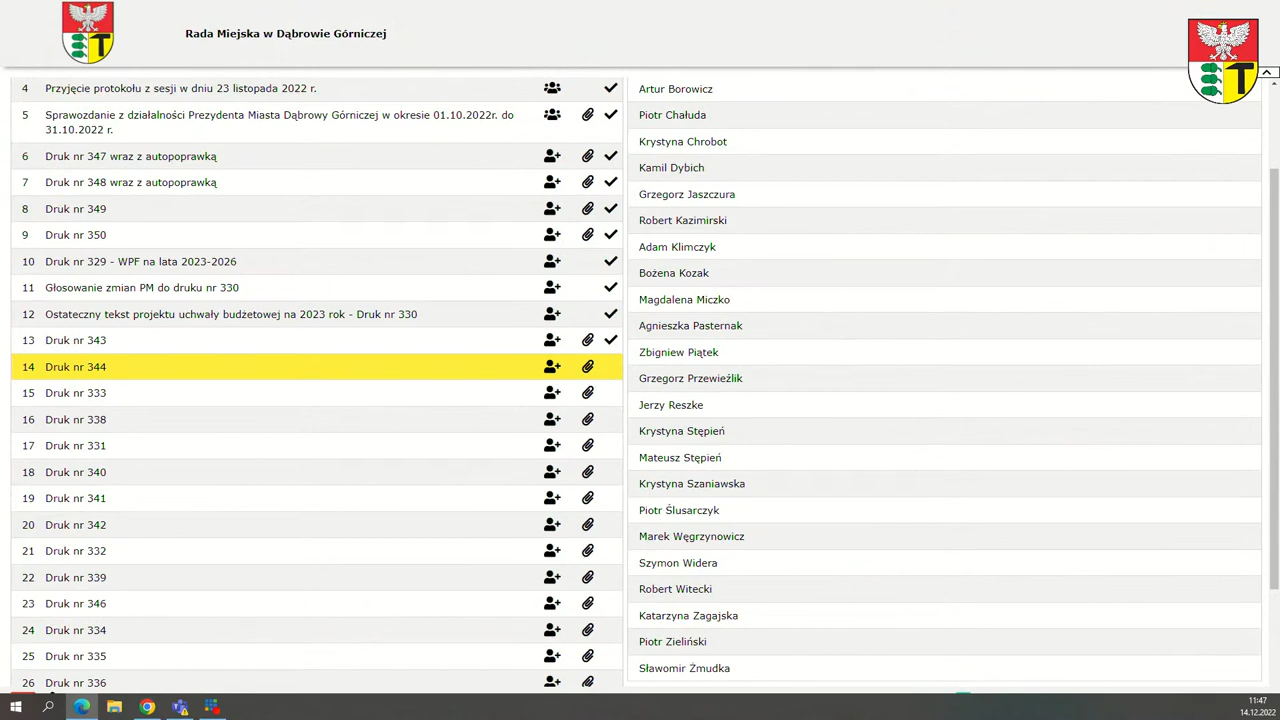 Rada Miejska w Dąbrowie Górniczej
4 Przyjęcie protokołu z sesji w dniu 23 listopada 2022 r.
5 Sprawozdanie z działalności Prezydenta Miasta Dąbrowy Górniczej w okresie 01.10.2022r. do
31.10.2022 r.
6 Druk nr 347 wraz z autopoprawką
7 Druk nr 348 wraz z autopoprawką
8 Druk nr 349
9 Druk nr 350
10 Druk nr 329 - WPF na lata 2023-2026
11 Głosowanie zmian PM do druku nr 330
12 Ostateczny tekst projektu uchwały budżetowej na 2023 rok - Druk nr 330
13 Druk nr 343
14 Druk nr 344
15 Druk nr 333
16 Druk nr 338
17 Druk nr 331
18 Druk nr 340
19 Druk nr 341
20 Druk nr 342
21 Druk nr 332
22 Druk nr 339
23 Druk nr 346
24 Druk nr 334
25 Druk nr 335
26 Druk nr 336
Artur Borowicz
Piotr Chałuda
Krystyna Chrobot
Kamil Dybich
Grzegorz Jaszczura
Robert Kazimirski
Adam Klimczyk
Bożena Kozak
Magdalena Miczko
Agnieszka Pasternak
Zbigniew Piątek
Grzegorz Przewieźlik
Jerzy Reszke
Krystyna Stępień
Mateusz Stępień
Krystyna Szaniawska
Piotr Ślusarczyk
Marek Węgrzynowicz
Szymon Widera
Robert Witecki
Katarzyna Zagajska
Piotr Zieliński
Sławomir Żmudka
11:47
14.12.2022